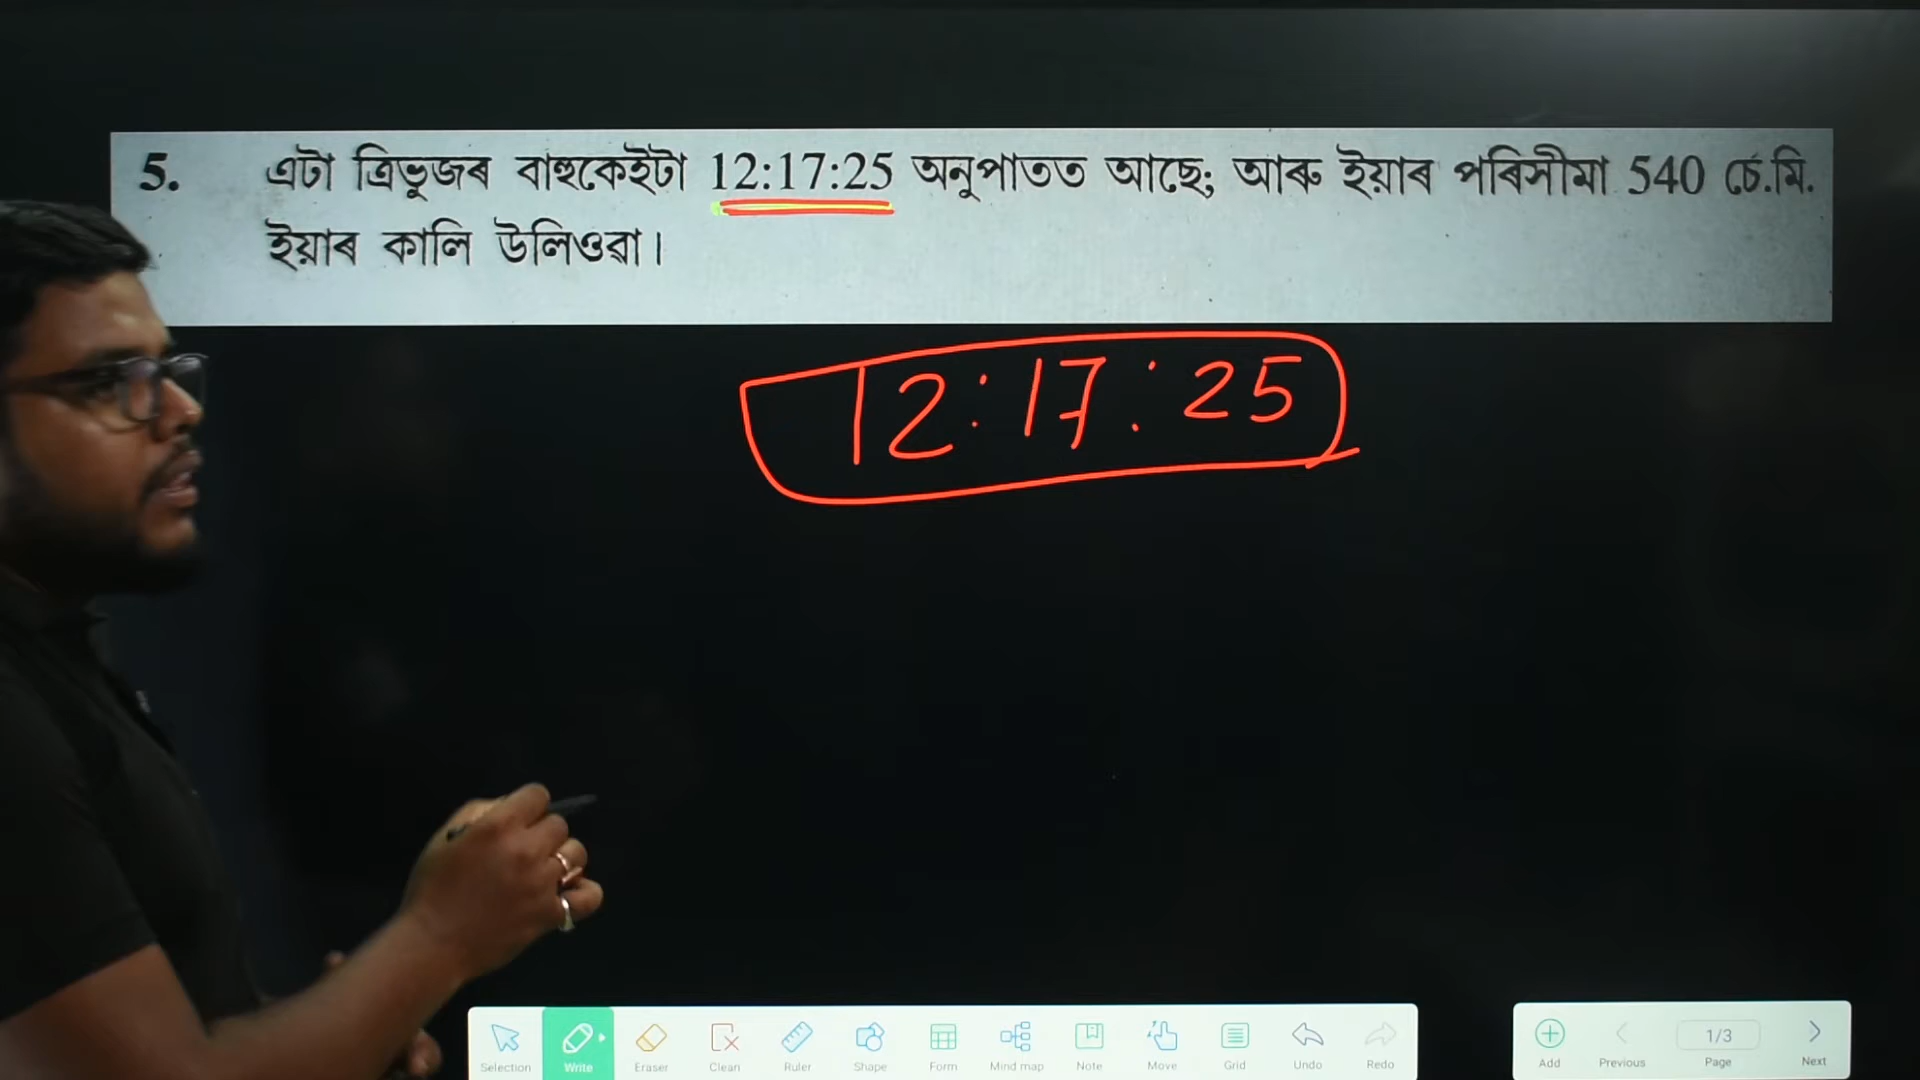 5. এটা ত্ৰিভুজৰ বাহুকেইটা 12:17:25 অনুপাতত আছে; আৰু ইয়াৰ পৰিসীমা 540 চে.মি.
ইয়াৰ কালি উলিওৱা।
12:17:25
Selection Write Eraser Clean Ruler Shape Form Mind map Note Move Grid Undo Redo
Add Previous 1/3 Page Next